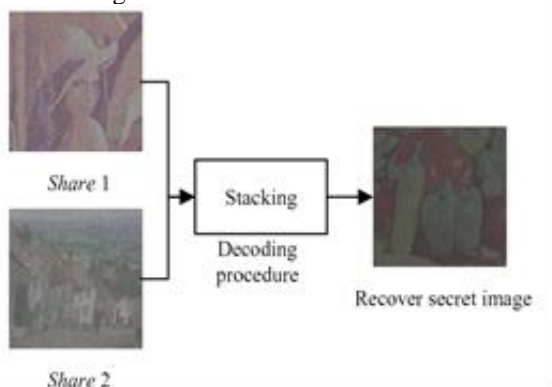 Share 1
Stacking
Decoding
procedure
Recover secret image
Share 2